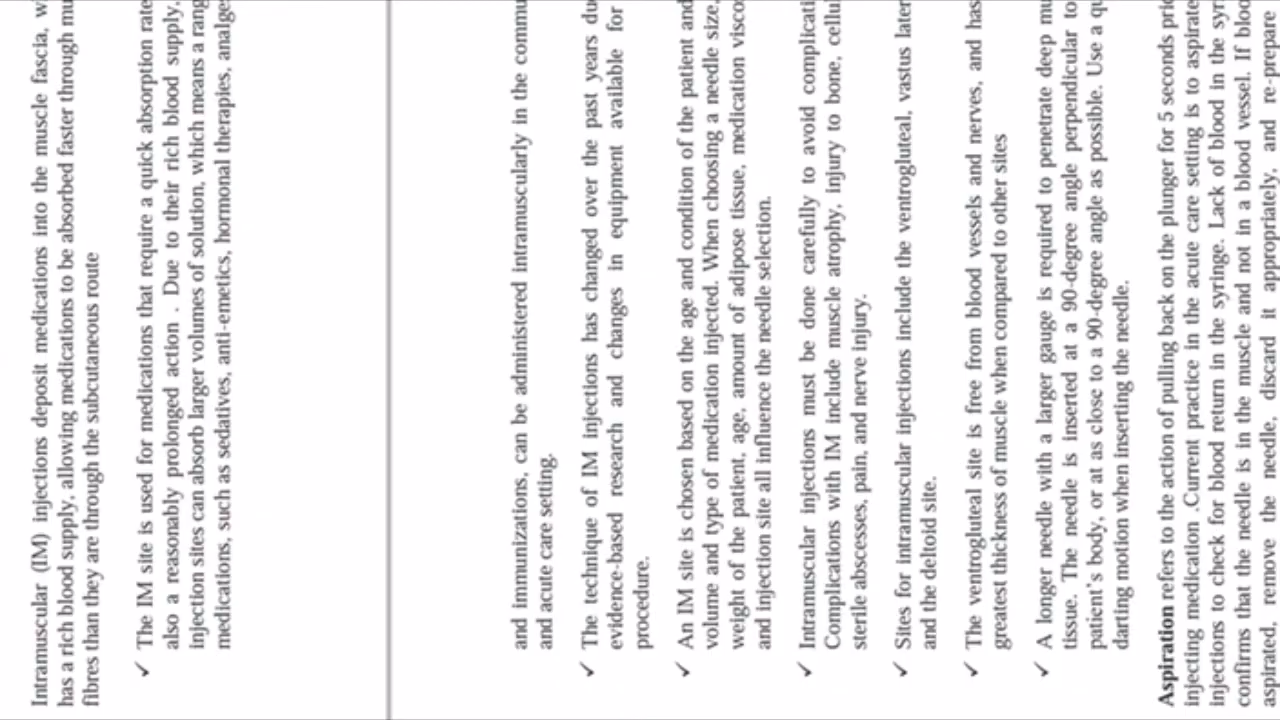 Intramuscular (IM) injections deposit medications into the muscle fascia,
has a rich blood supply, allowing medications to be absorbed faster through
fibres than they are through the subcutaneous route
✓ The IM site is used for medications that require a quick absorption rate
also a reasonably prolonged action . Due to their rich blood supply,
injection sites can absorb larger volumes of solution, which means a
medications, such as sedatives, anti-emetics, hormonal therapies,
and immunizations, can be administered intramuscularly in the
and acute care setting.
✓ The technique of IM injections has changed over the past years
evidence-based research and changes in equipment available for
procedure.
✓ An IM site is chosen based on the age and condition of the patient and
volume and type of medication injected. When choosing a needle size,
weight of the patient, age, amount of adipose tissue, medication
and injection site all influence the needle selection.
✓ Intramuscular injections must be done carefully to avoid
Complications with IM include muscle atrophy, injury to bone,
sterile abscesses, pain, and nerve injury.
✓ Sites for intramuscular injections include the ventrogluteal, vastus
and the deltoid site.
✓ The ventrogluteal site is free from blood vessels and nerves, and has
greatest thickness of muscle when compared to other sites
✓ A longer needle with a larger gauge is required to penetrate deep
tissue. The needle is inserted at a 90-degree angle perpendicular to
patient's body, or at as close to a 90-degree angle as possible. Use a
darting motion when inserting the needle.
Aspiration refers to the action of pulling back on the plunger for 5 seconds
injecting medication .Current practice in the acute care setting is to aspirate
injections to check for blood return in the syringe. Lack of blood in the
confirms that the needle is in the muscle and not in a blood vessel. If
aspirated, remove the needle, discard it appropriately, and re-prepare